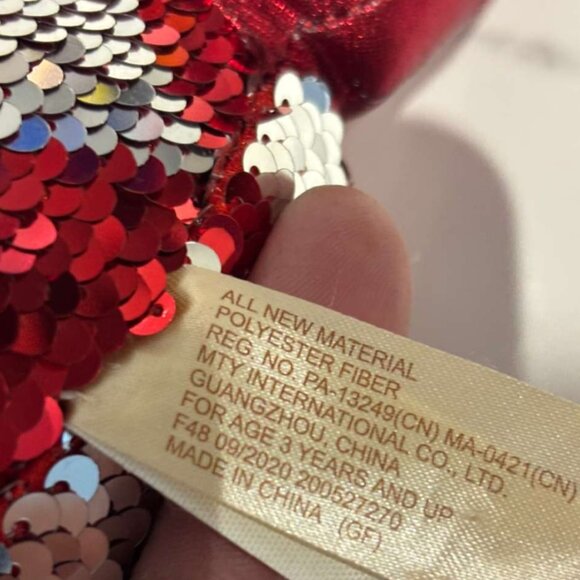 ALL NEW MATERIAL
POLYESTER FIBER
REG. NO. PA-13249(CN) MA-0421(CN)
MTY INTERNATIONAL CO., LTD.
GUANGZHOU, CHINA
FOR AGE 3 YEARS AND UP
F48 09/2020 200527270
MADE IN CHINA (GF)